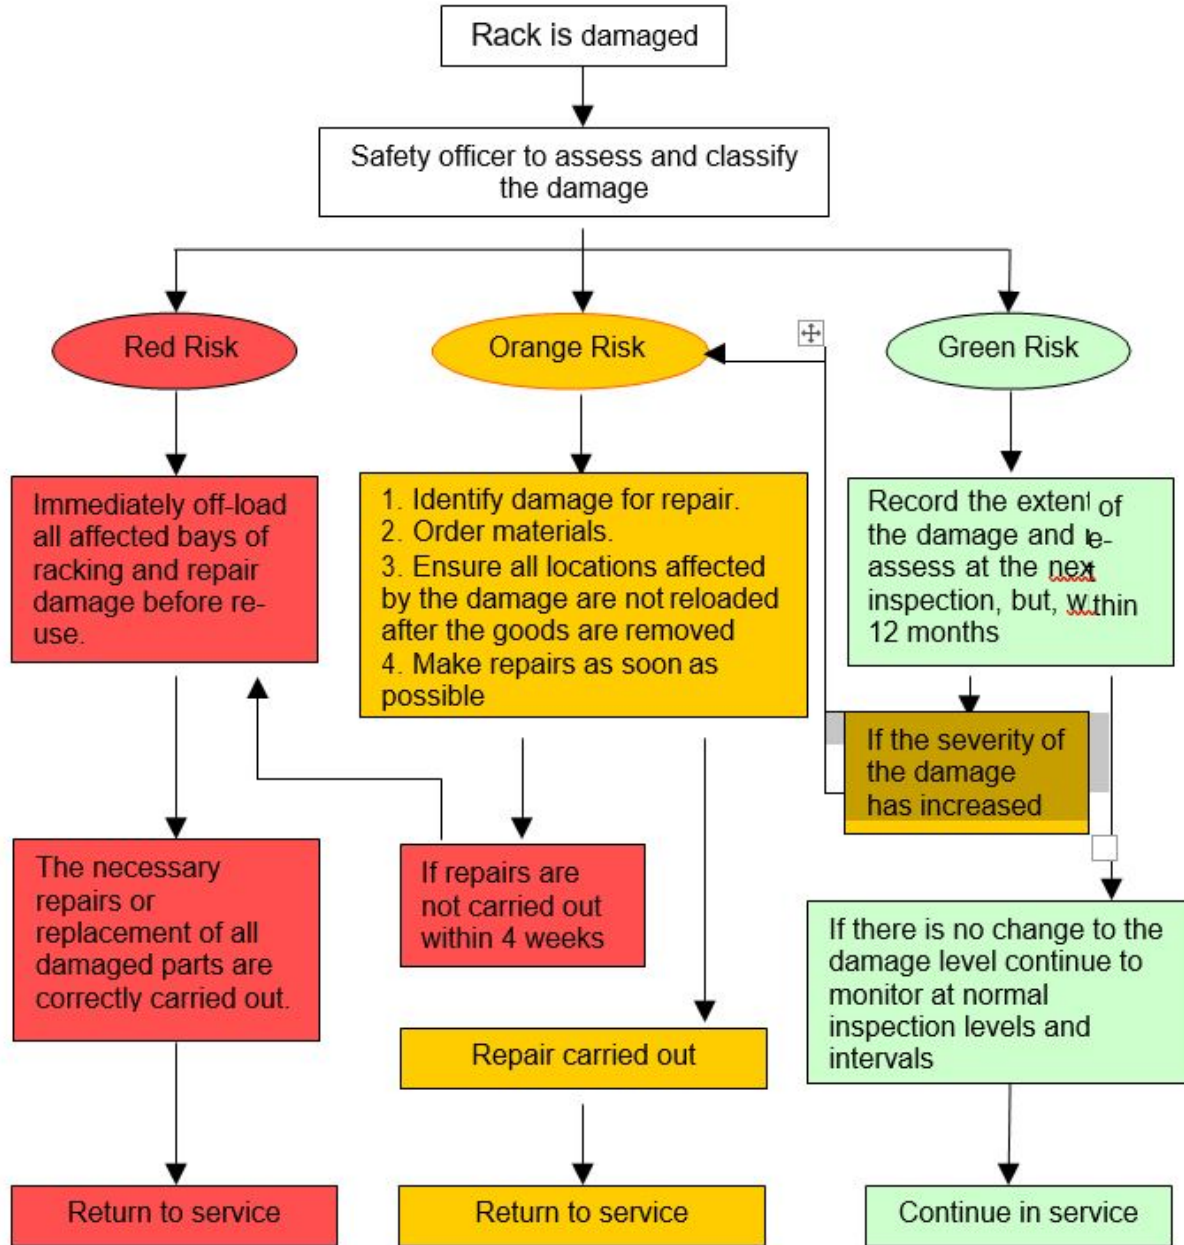 Rack is damaged
Safety officer to assess and classify
the damage
Red Risk
Orange Risk
Green Risk
Immediately off-load
all affected bays of
racking and repair
damage before re-
use.
1. Identify damage for repair.
2. Order materials.
3. Ensure all locations affected
by the damage are not reloaded
after the goods are removed
4. Make repairs as soon as
possible
Record the extent of
the damage and re-
assess at the next
inspection, but, within
12 months
If the severity of
the damage
has increased
The necessary
repairs or
replacement of all
damaged parts are
correctly carried out.
If repairs are
not carried out
within 4 weeks
If there is no change to the
damage level continue to
monitor at normal
inspection levels and
intervals
Repair carried out
Return to service
Return to service
Continue in service